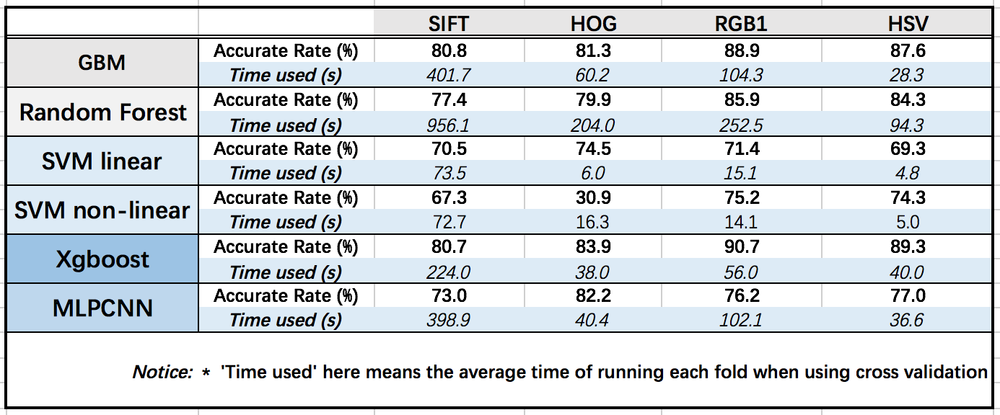 SIFT HOG RGB1 HSV
GBM
Accurate Rate (%) 80.8 81.3 88.9 87.6
Time used (s) 401.7 60.2 104.3 28.3
Random Forest
Accurate Rate (%) 77.4 79.9 85.9 84.3
Time used (s) 956.1 204.0 252.5 94.3
SVM linear
Accurate Rate (%) 70.5 74.5 71.4 69.3
Time used (s) 73.5 6.0 15.1 4.8
SVM non-linear
Accurate Rate (%) 67.3 30.9 75.2 74.3
Time used (s) 72.7 16.3 14.1 5.0
Xgboost
Accurate Rate (%) 80.7 83.9 90.7 89.3
Time used (s) 224.0 38.0 56.0 40.0
MLPCNN
Accurate Rate (%) 73.0 82.2 76.2 77.0
Time used (s) 398.9 40.4 102.1 36.6
Notice: * 'Time used' here means the average time of running each fold when using cross validation